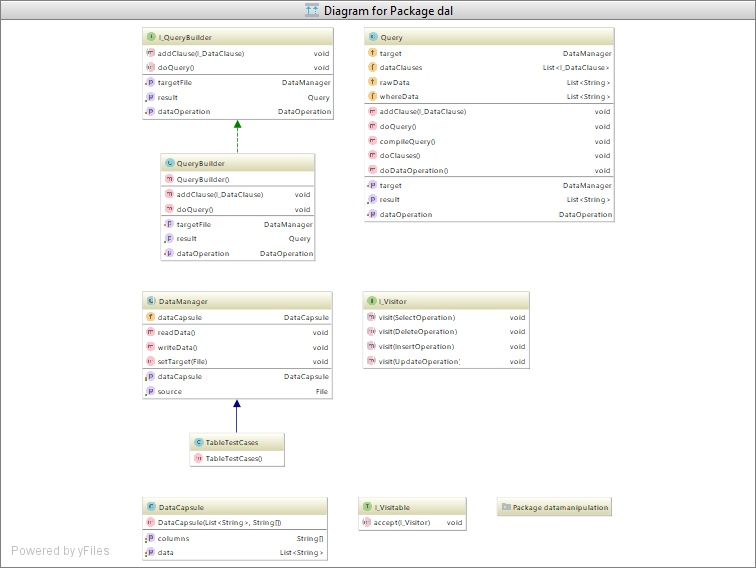 Diagram for Package dal
I_QueryBuilder
addClause(I_DataClause) void
doQuery() void
targetFile DataManager
result Query
dataOperation DataOperation
Query
target DataManager
dataClauses List<I_DataClause>
rawData List<String>
whereData List<String>
addClause(I_DataClause) void
doQuery() void
compileQuery() void
doClauses() void
doDataOperation() void
target DataManager
result List<String>
dataOperation DataOperation
QueryBuilder
QueryBuilder()
addClause(I_DataClause) void
doQuery() void
targetFile DataManager
result Query
dataOperation DataOperation
DataManager
dataCapsule DataCapsule
readData() void
writeData() void
setTarget(File) void
dataCapsule DataCapsule
source File
I_Visitor
visit(SelectOperation) void
visit(DeleteOperation) void
visit(InsertOperation) void
visit(UpdateOperation) void
TableTestCases
TableTestCases()
DataCapsule
DataCapsule(List<String>, String[])
columns String[]
data List<String>
I_Visitable
accept(I_Visitor) void
Package datamanipulation
Powered by yFiles